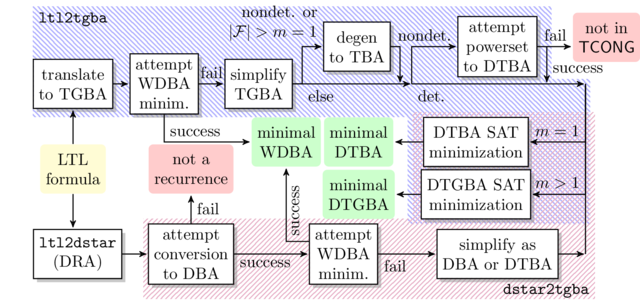 ltl2tgba
nondet. or
|F| > m = 1
translate
to TGBA
attempt
WDBA
minim.
fail
simplify
TGBA
degen
to TBA
else
nondet.
det.
attempt
powerset
to DTBA
fail
success
not in
TCONG
success
minimal
WDBA
minimal
DTBA
DTBA SAT
minimization
m = 1
minimal
DTGBA
DTGBA SAT
minimization
m > 1
LTL
formula
not a
recurrence
fail
success
ltl2dstar
(DRA)
attempt
conversion
to DBA
success
attempt
WDBA
minim.
fail
simplify as
DBA or DTBA
dstar2tgba